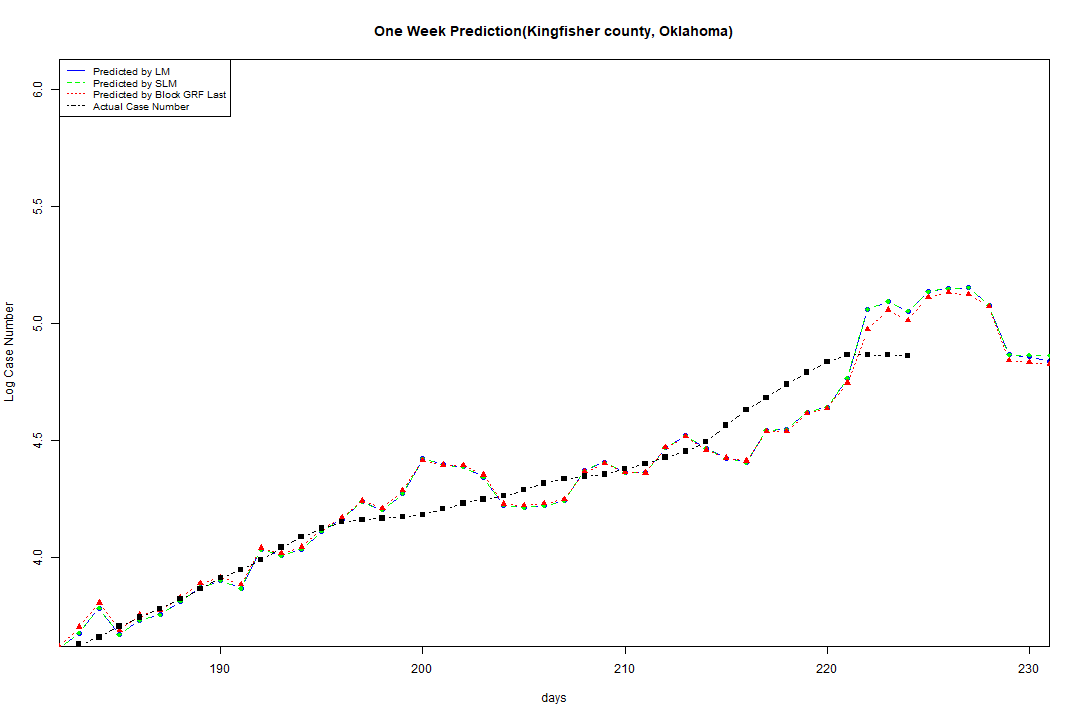 One Week Prediction(Kingfisher county, Oklahoma)
Predicted by LM
Predicted by SLM
Predicted by Block GRF Last
Actual Case Number
6.0
5.5
5.0
4.5
4.0
Log Case Number
190 200 210 220 230
days